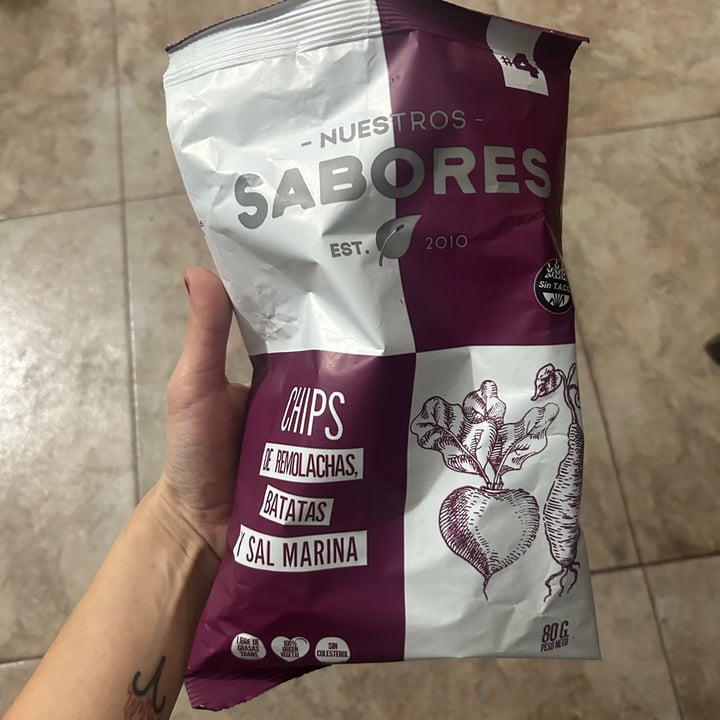 #4
- NUESTROS -
SABORES
EST. 2010
Sin T.A.C.C
CHIPS
DE REMOLACHAS,
BATATAS
Y SAL MARINA
LIBRE DE
GRASAS
TRANS
100%
ORIGEN
VEGETAL
SIN
COLESTEROL
80 G.
PESO NETO